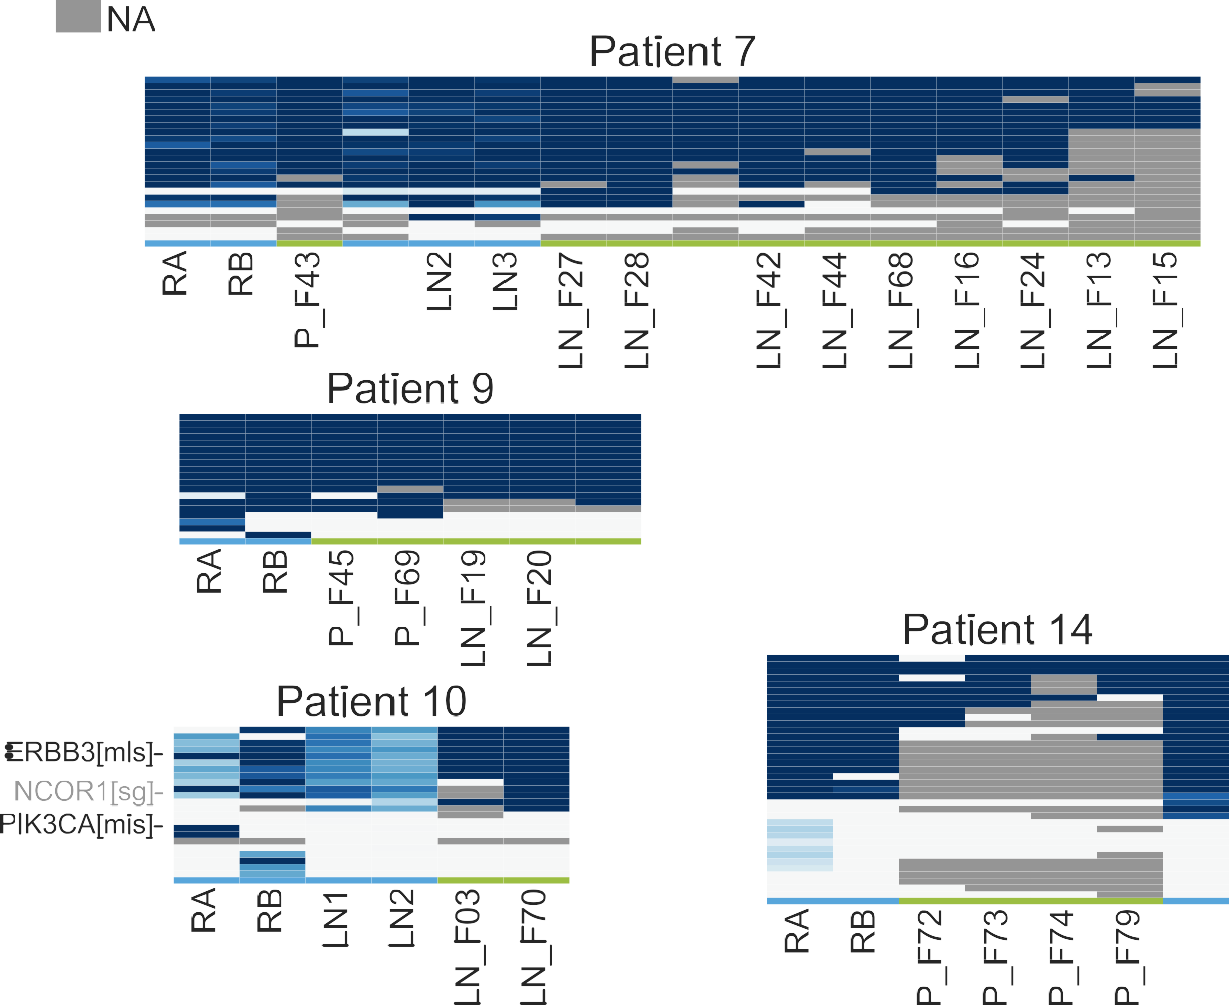 NA
Patient 7
RA RB P_F43 LN2 LN3 LN_F27 LN_F28 LN_F42 LN_F44 LN_F68 LN_F16 LN_F24 LN_F13 LN_F15
Patient 9
RA RB P_F45 P_F69 LN_F19 LN_F20
Patient 14
RA RB P_F72 P_F73 P_F74 P_F79
Patient 10
ERBB3[mis]-
NCOR1[sg]-
PIK3CA[mis]-
RA RB LN1 LN2 LN_F03 LN_F70